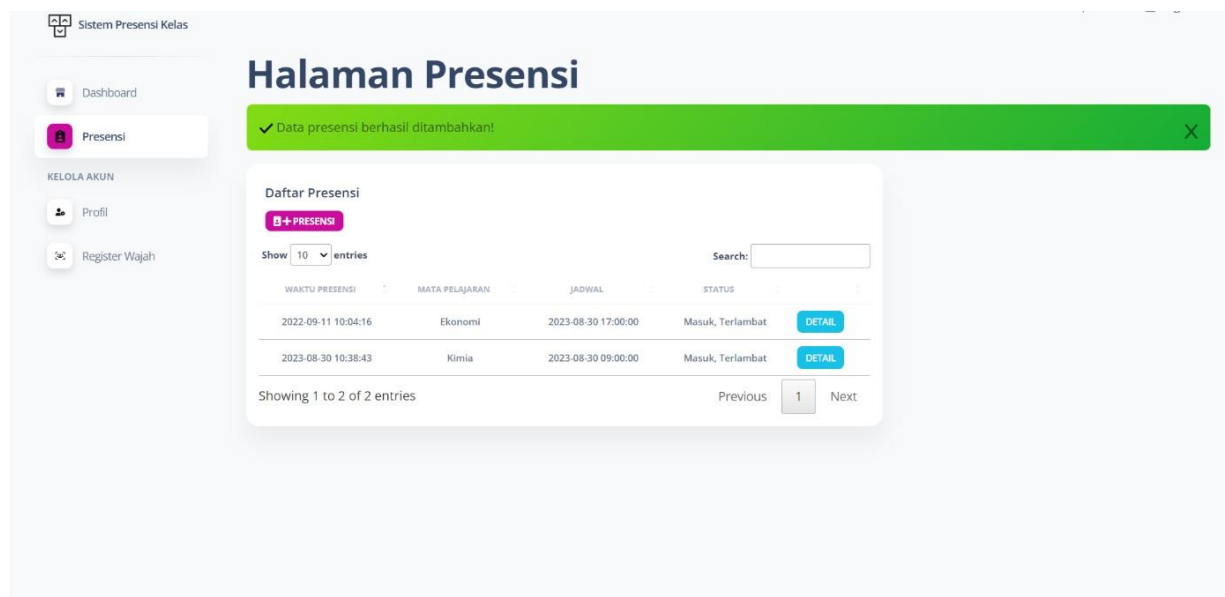 Sistem Presensi Kelas
Halaman Presensi
Dashboard
Data presensi berhasil ditambahkan!
X
Presensi
KELOLA AKUN
Daftar Presensi
Profil
+ PRESENSI
Show 10 entries Search:
Register Wajah
WAKTU PRESENSI MATA PELAJARAN JADWAL STATUS
2022-09-11 10:04:16 Ekonomi 2023-08-30 17:00:00 Masuk, Terlambat DETAIL
2023-08-30 10:38:43 Kimia 2023-08-30 09:00:00 Masuk, Terlambat DETAIL
Showing 1 to 2 of 2 entries Previous 1 Next